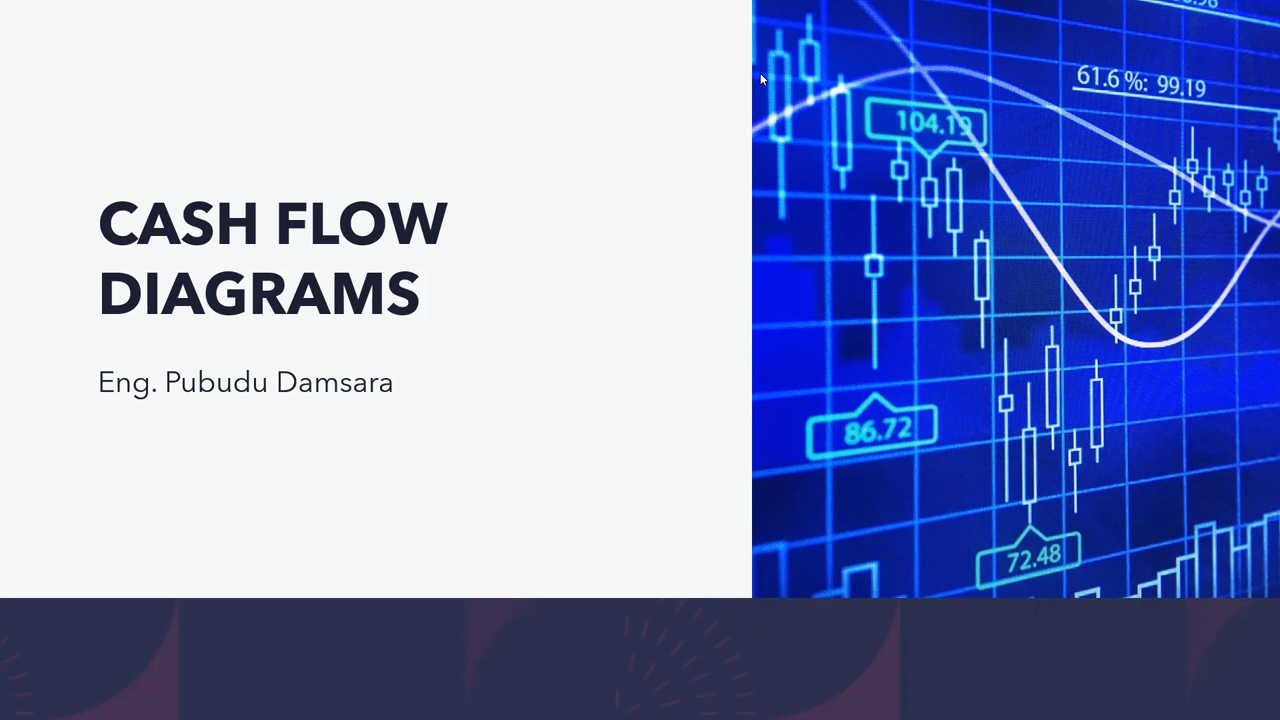 CASH FLOW
DIAGRAMS
Eng. Pubudu Damsara
61.6 %: 99.19
104.19
86.72
72.48